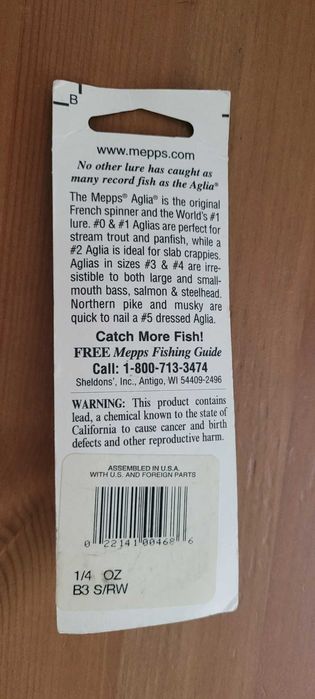 B
www.mepps.com
No other lure has caught as
many record fish as the Aglia®
The Mepps® Aglia® is the original
French spinner and the World's #1
lure. #0 & #1 Aglias are perfect for
stream trout and panfish, while a
#2 Aglia is ideal for slab crappies.
Aglias in sizes #3 & #4 are irre-
sistible to both large and small-
mouth bass, salmon & steelhead.
Northern pike and musky are
quick to nail a #5 dressed Aglia.
Catch More Fish!
FREE Mepps Fishing Guide
Call: 1-800-713-3474
Sheldons', Inc., Antigo, WI 54409-2496
WARNING: This product contains
lead, a chemical known to the state of
California to cause cancer and birth
defects and other reproductive harm.
ASSEMBLED IN U.S.A.
WITH U.S. AND FOREIGN PARTS
0 22141 00468 6
1/4 OZ
B3 S/RW